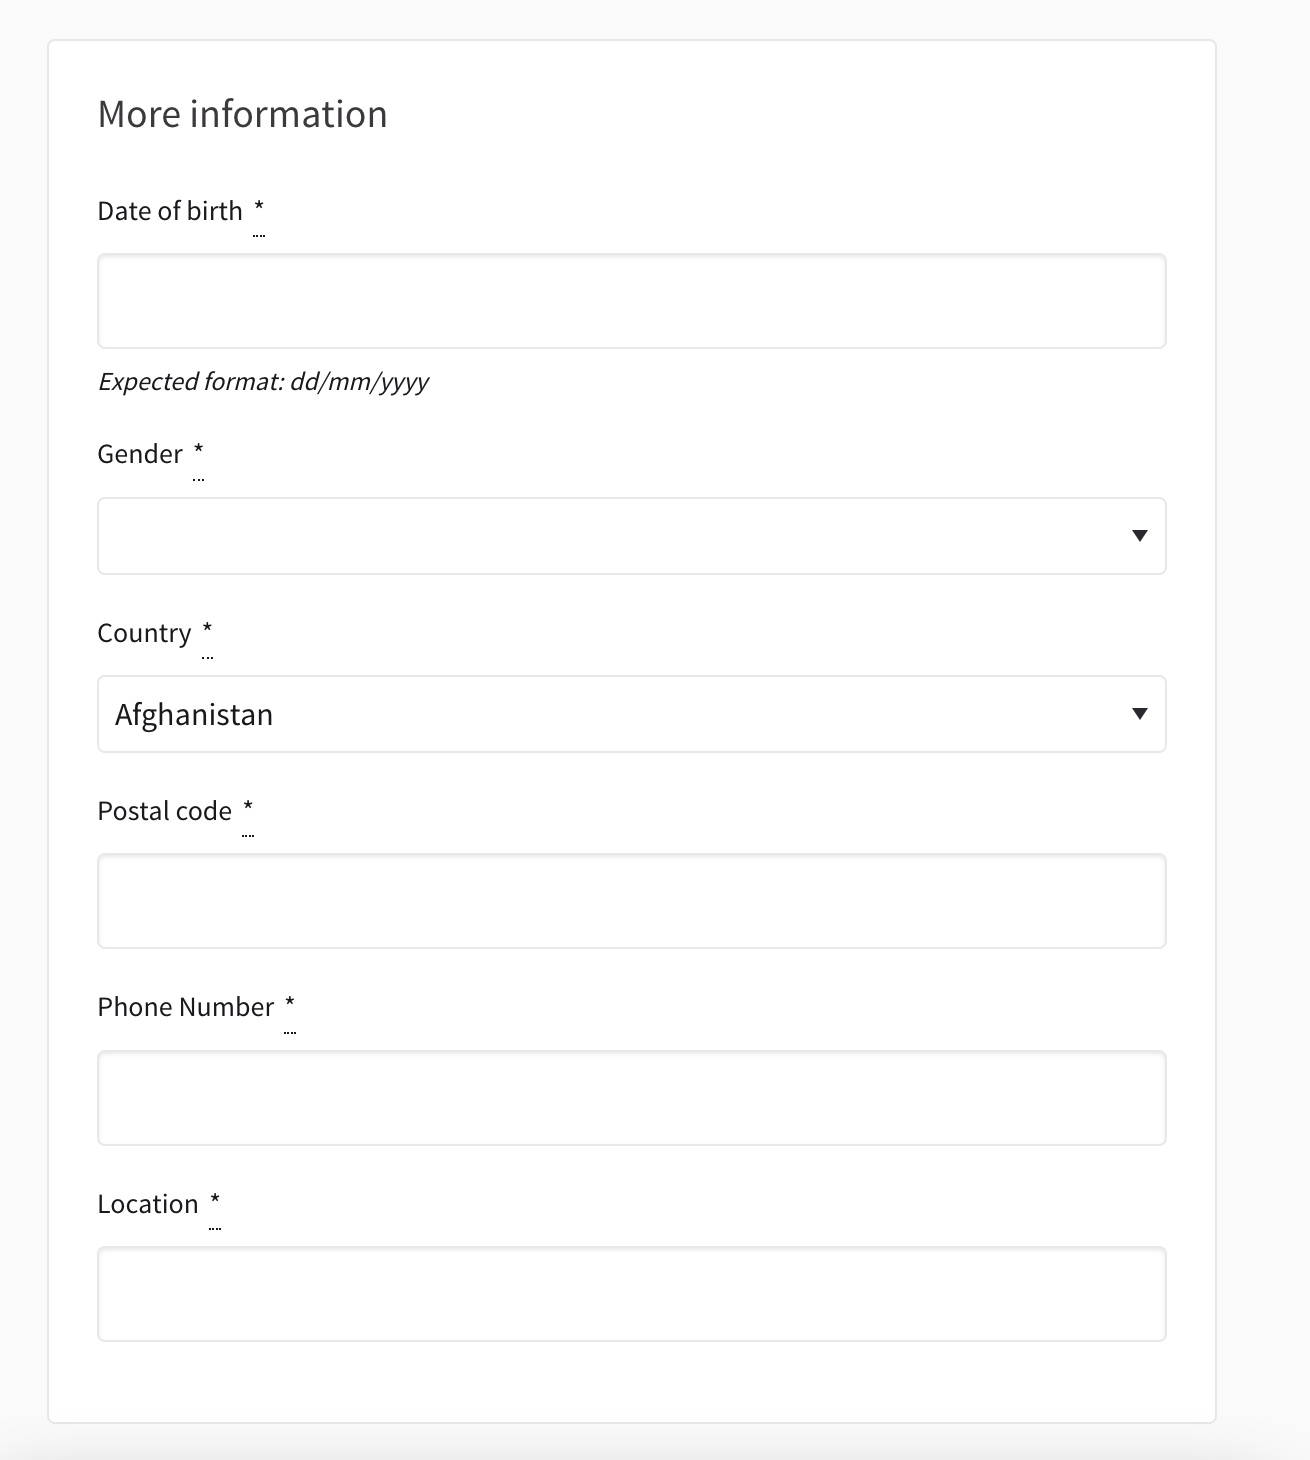 More information
Date of birth *
Expected format: dd/mm/yyyy
Gender *
Country *
Afghanistan
Postal code *
Phone Number *
Location *